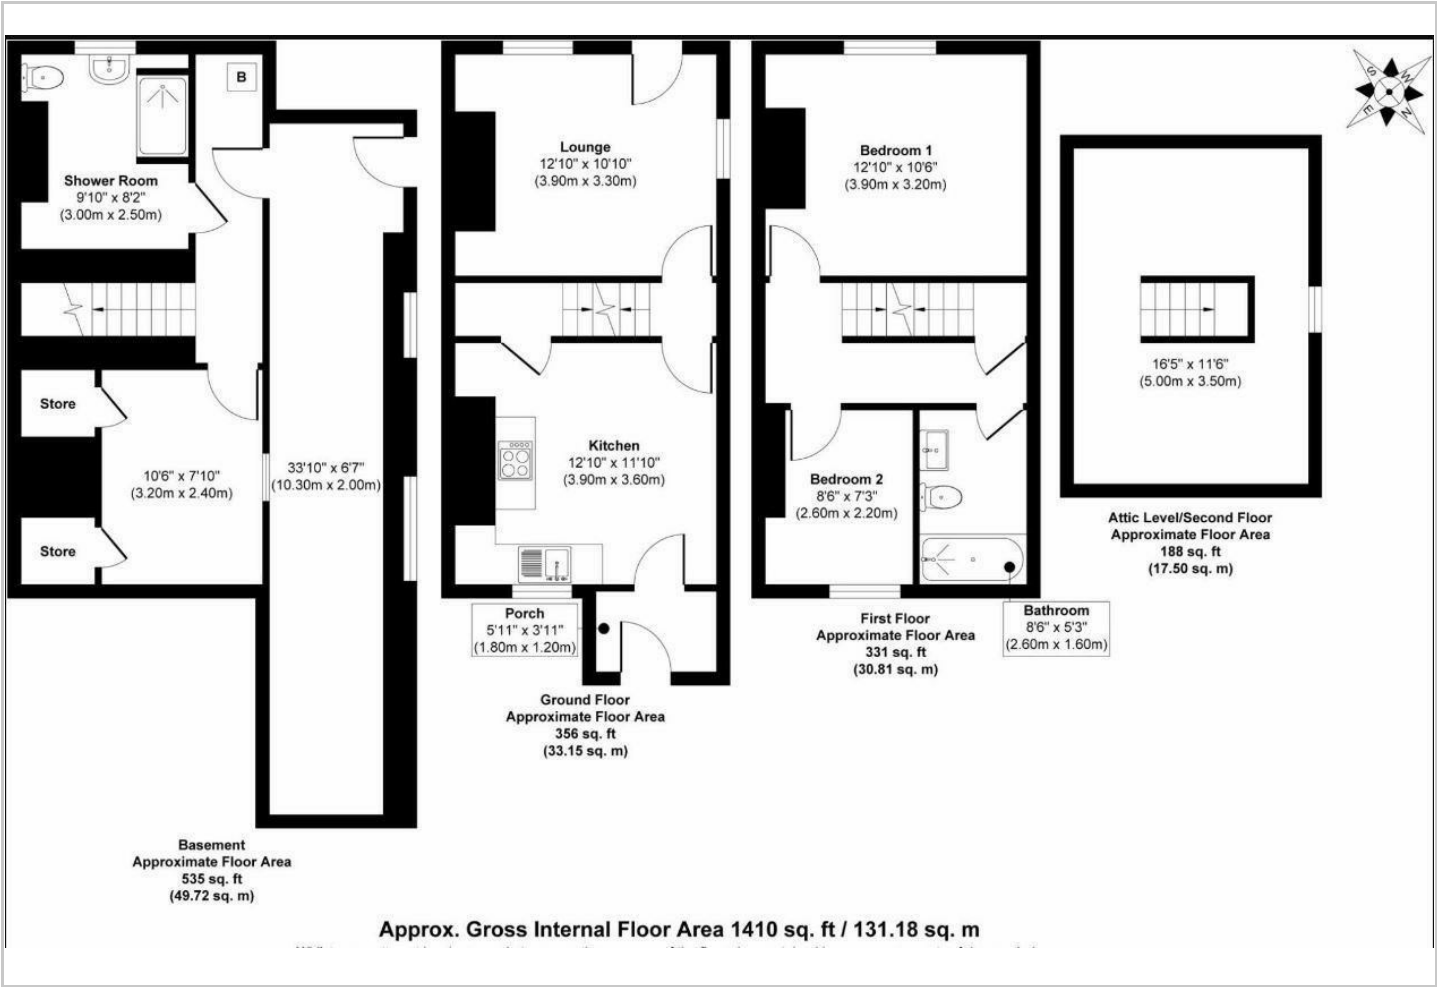 B
Shower Room
9'10" x 8'2"
(3.00m x 2.50m)
Store
10'6" x 7'10"
(3.20m x 2.40m)
Store
33'10" x 6'7"
(10.30m x 2.00m)
Basement
Approximate Floor Area
535 sq. ft
(49.72 sq. m)
Lounge
12'10" x 10'10"
(3.90m x 3.30m)
Kitchen
12'10" x 11'10"
(3.90m x 3.60m)
Porch
5'11" x 3'11"
(1.80m x 1.20m)
Ground Floor
Approximate Floor Area
356 sq. ft
(33.15 sq. m)
Bedroom 1
12'10" x 10'6"
(3.90m x 3.20m)
Bedroom 2
8'6" x 7'3"
(2.60m x 2.20m)
Bathroom
8'6" x 5'3"
(2.60m x 1.60m)
First Floor
Approximate Floor Area
331 sq. ft
(30.81 sq. m)
S
W
E
N
16'5" x 11'6"
(5.00m x 3.50m)
Attic Level/Second Floor
Approximate Floor Area
188 sq. ft
(17.50 sq. m)
Approx. Gross Internal Floor Area 1410 sq. ft / 131.18 sq. m